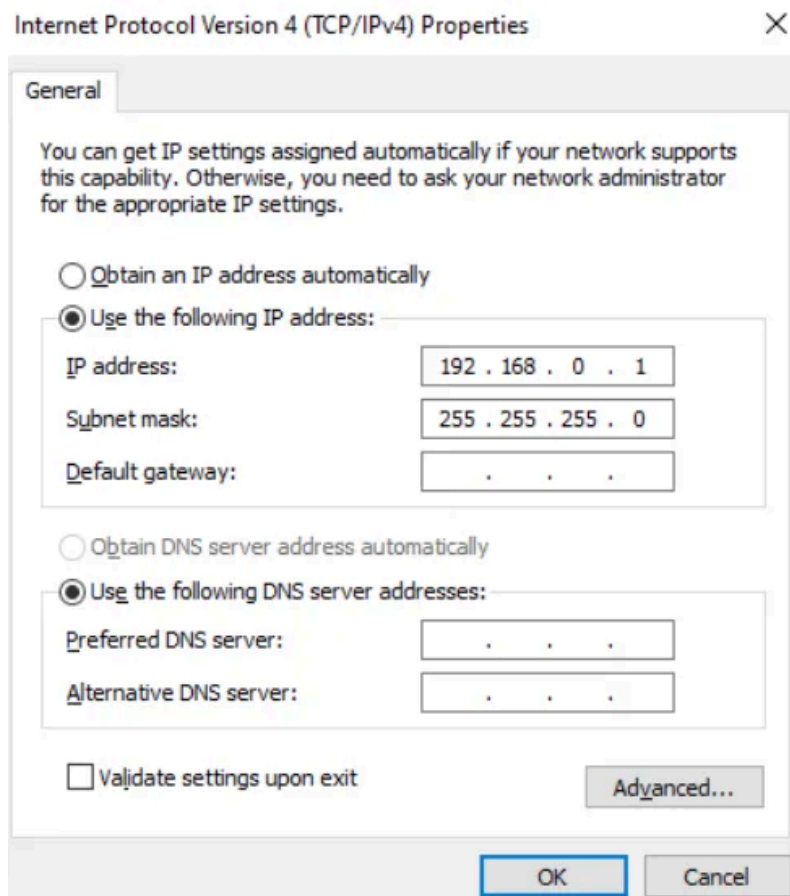 Internet Protocol Version 4 (TCP/IPv4) Properties
General
You can get IP settings assigned automatically if your network supports
this capability. Otherwise, you need to ask your network administrator
for the appropriate IP settings.
Obtain an IP address automatically
Use the following IP address:
IP address: 192 . 168 . 0 . 1
Subnet mask: 255 . 255 . 255 . 0
Default gateway: . . .
Obtain DNS server address automatically
Use the following DNS server addresses:
Preferred DNS server: . . .
Alternative DNS server: . . .
Validate settings upon exit
Advanced...
OK Cancel